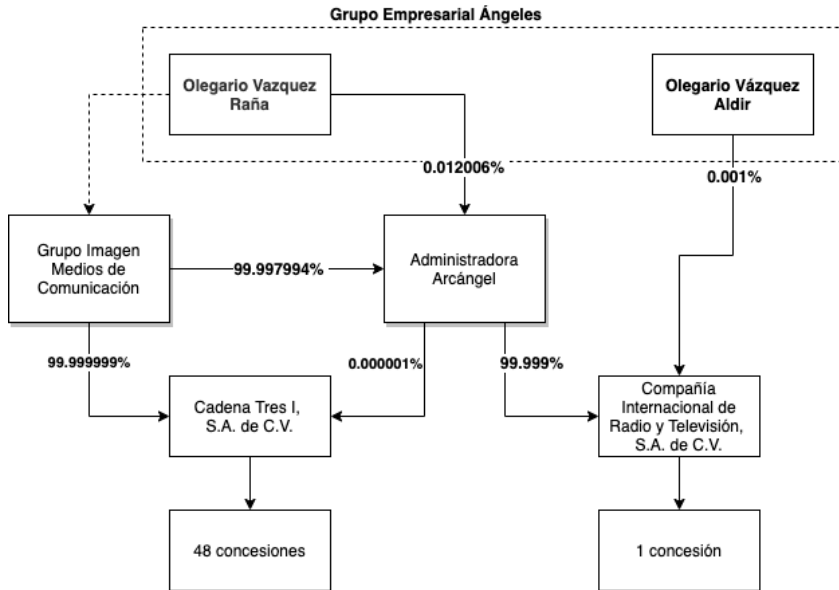 Grupo Empresarial Ángeles
Olegario Vazquez
Raña
Olegario Vázquez
Aldir
0.012006%
0.001%
Grupo Imagen
Medios de
Comunicación
99.997994%
Administradora
Arcángel
99.999999%
0.000001%
99.999%
Cadena Tres I,
S.A. de C.V.
Compañía
Internacional de
Radio y Televisión,
S.A. de C.V.
48 concesiones
1 concesión